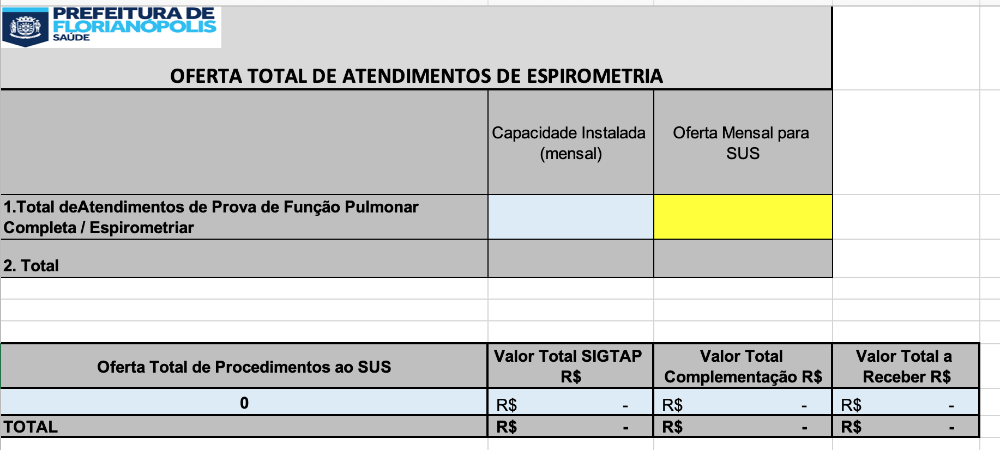 PREFEITURA DE
FLORIANÓPOLIS
SAÚDE
OFERTA TOTAL DE ATENDIMENTOS DE ESPIROMETRIA
Capacidade Instalada
(mensal)
Oferta Mensal para
SUS
1.Total deAtendimentos de Prova de Função Pulmonar
Completa / Espirometriar
2. Total
Oferta Total de Procedimentos ao SUS
Valor Total SIGTAP
R$
Valor Total
Complementação R$
Valor Total a
Receber R$
0
R$ -
R$ -
R$ -
TOTAL
R$ -
R$ -
R$ -